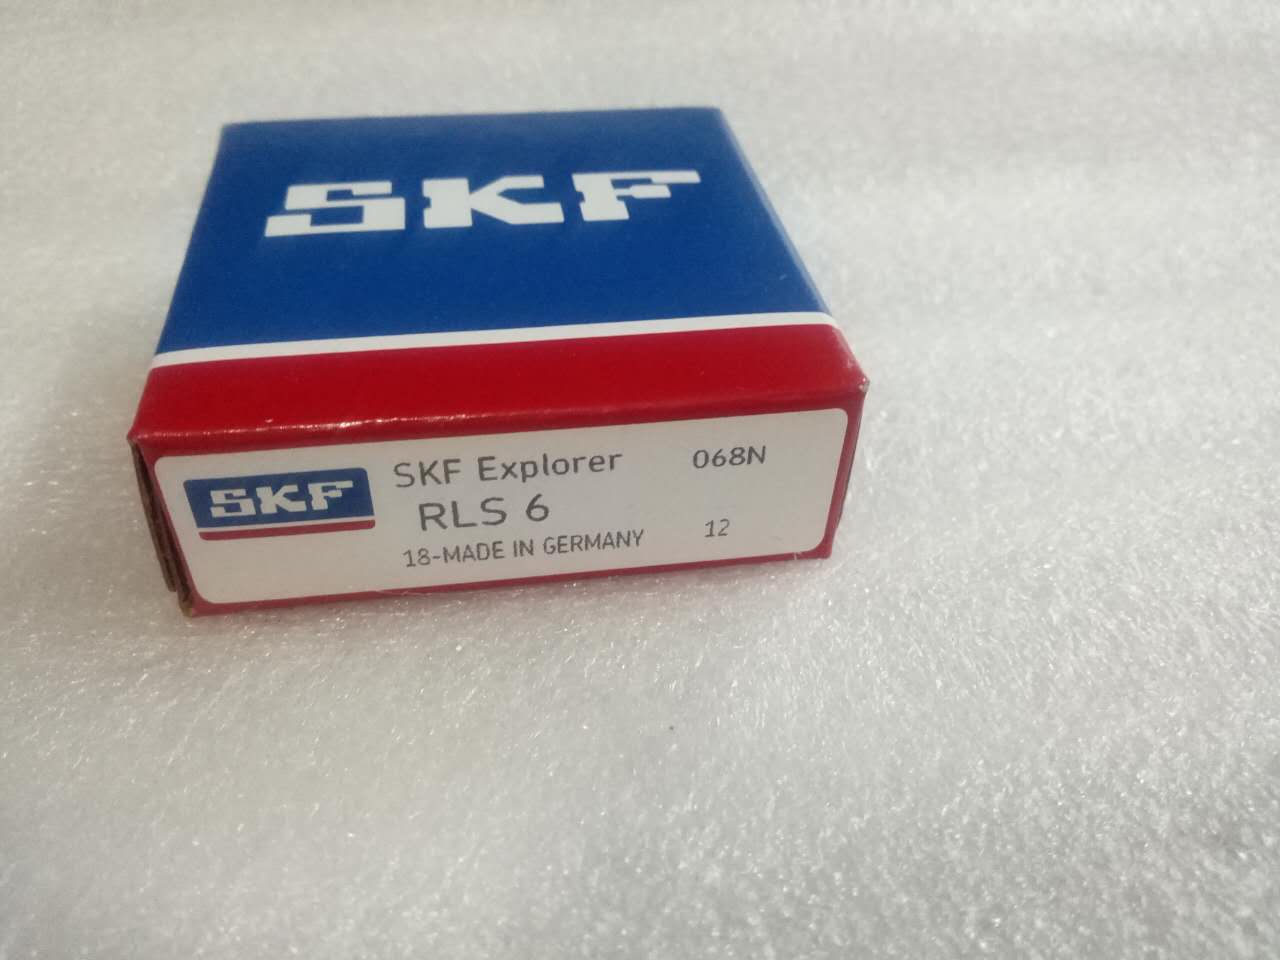 SKF
SKF
SKF Explorer 068N
RLS 6
18-MADE IN GERMANY 12